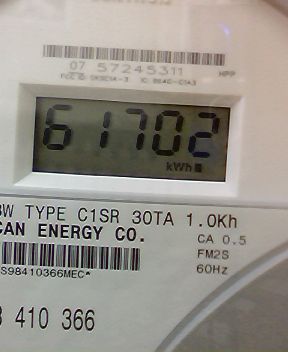 07 57245311 HPP
61702
kWh
TYPE C1SR 30TA 1.0Kh
CAN ENERGY CO. CA 0.5
FM2S
60Hz
S98410366MEC*
410 366